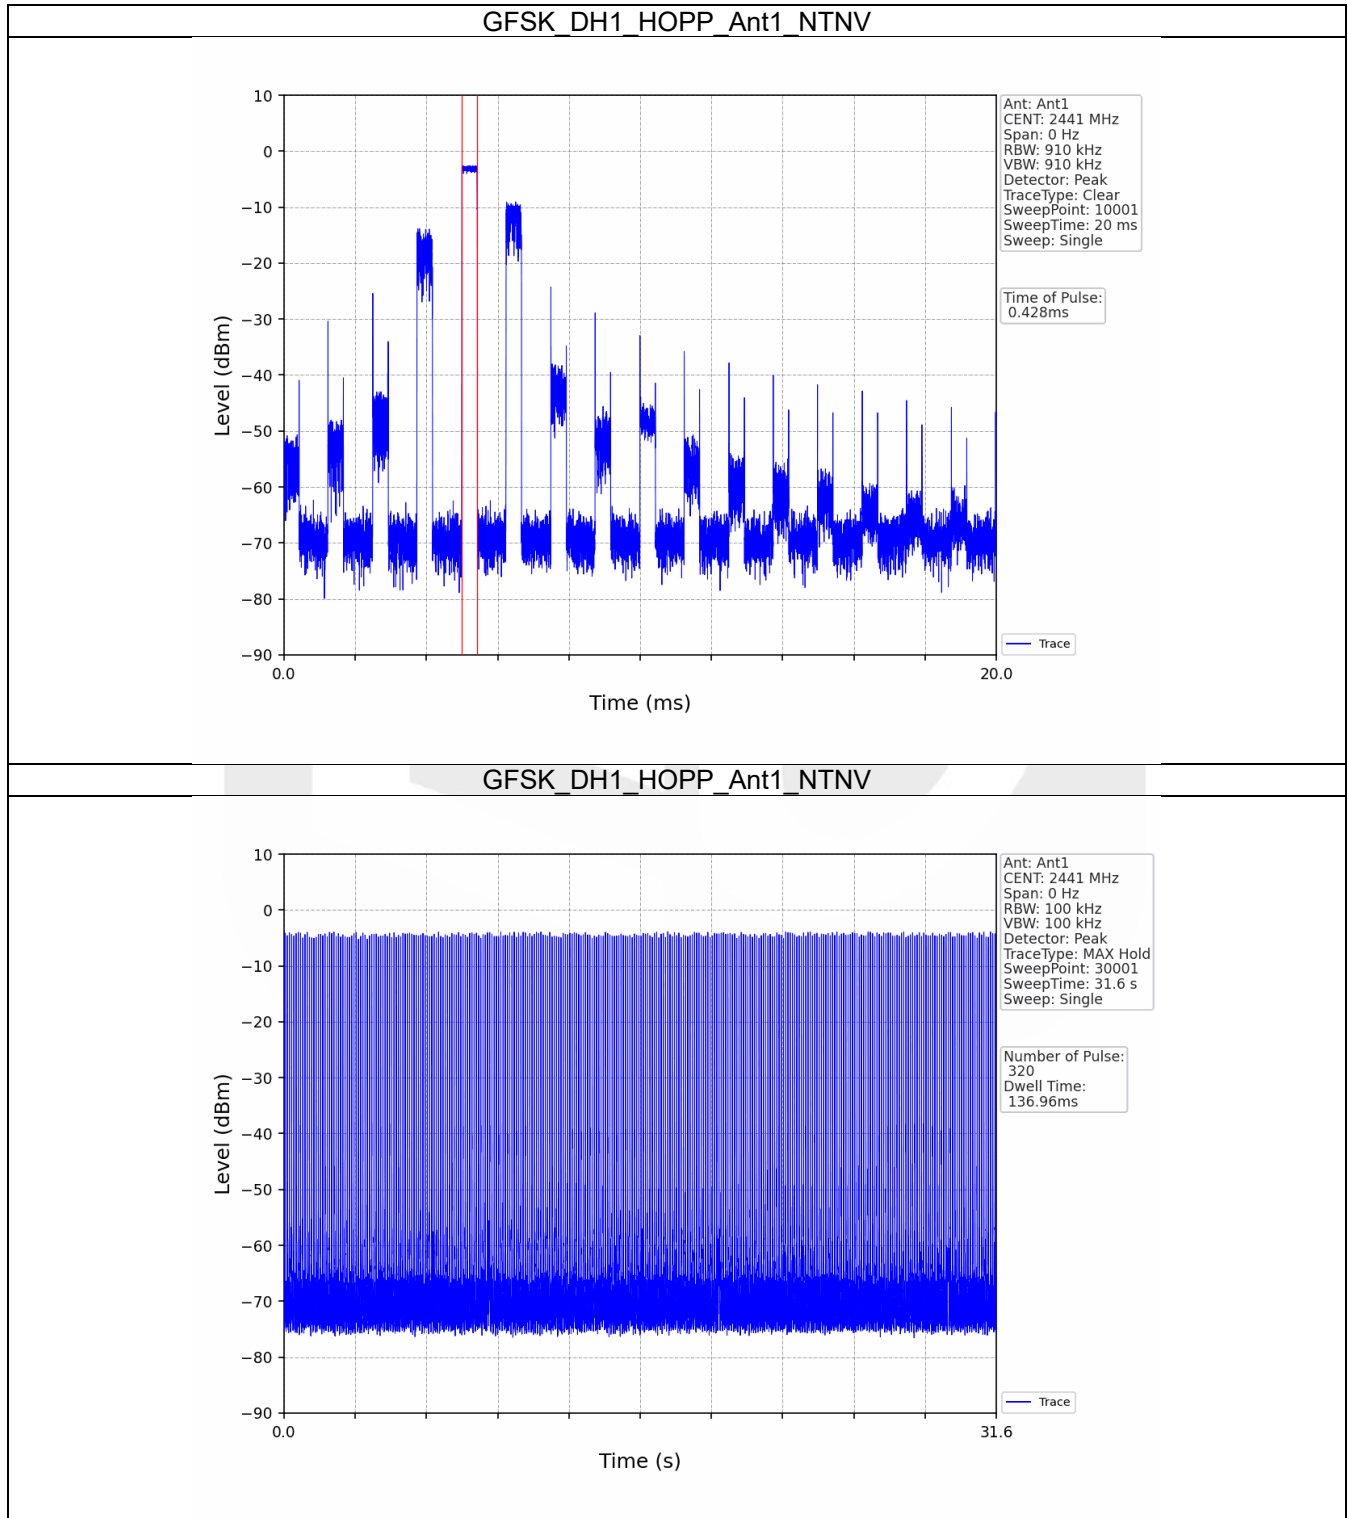 GFSK_DH1_HOPP_Ant1_NTNV
10
0
−10
−20
−30
−40
−50
−60
−70
−80
−90
Level (dBm)
0.0
20.0
Time (ms)
Ant: Ant1
CENT: 2441 MHz
Span: 0 Hz
RBW: 910 kHz
VBW: 910 kHz
Detector: Peak
TraceType: Clear
SweepPoint: 10001
SweepTime: 20 ms
Sweep: Single
Time of Pulse:
0.428ms
Trace
GFSK_DH1_HOPP_Ant1_NTNV
10
0
−10
−20
−30
−40
−50
−60
−70
−80
−90
Level (dBm)
0.0
31.6
Time (s)
Ant: Ant1
CENT: 2441 MHz
Span: 0 Hz
RBW: 100 kHz
VBW: 100 kHz
Detector: Peak
TraceType: MAX Hold
SweepPoint: 30001
SweepTime: 31.6 s
Sweep: Single
Number of Pulse:
320
Dwell Time:
136.96ms
Trace